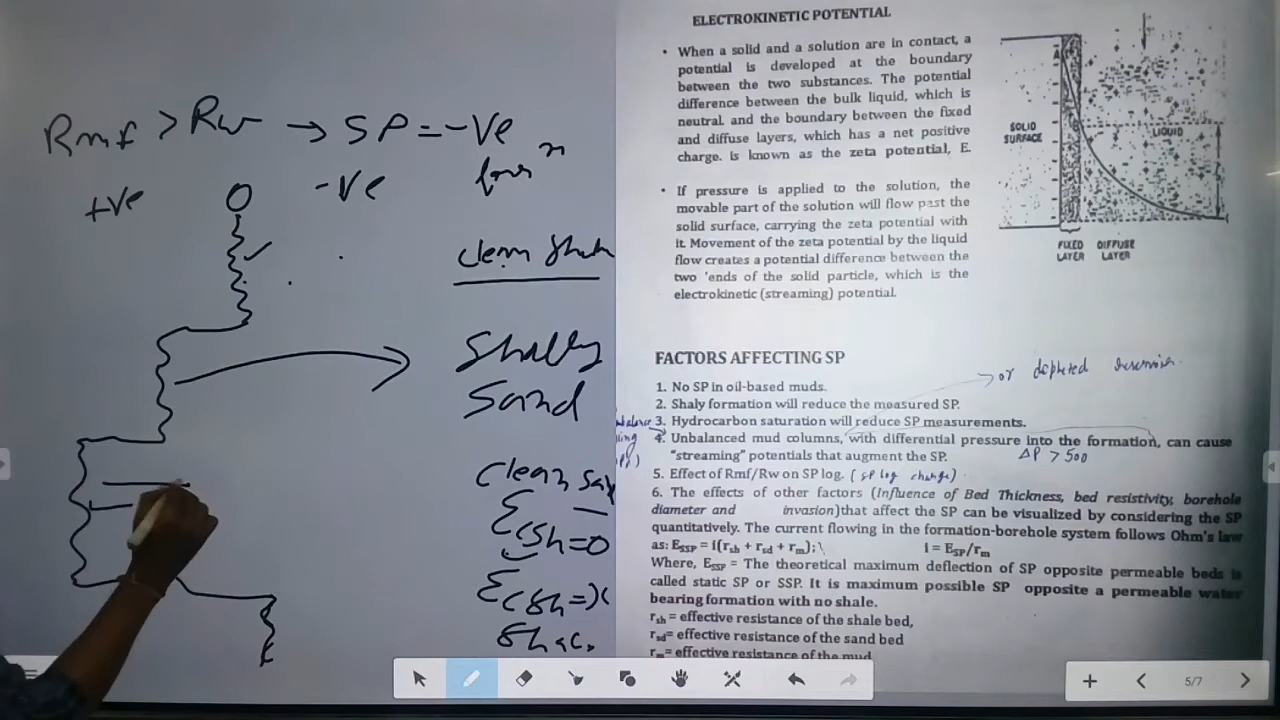 Rmf > Rw → SP = -Ve
for n
+ve 0 -Ve
Clean Shale
Shalley
Sand
Clean San
Ecsh=0
Shac.
ELECTROKINETIC POTENTIAL
• When a solid and a solution are in contact, a
potential is developed at the boundary
between the two substances. The potential
difference between the bulk liquid, which is
neutral, and the boundary between the fixed
and diffuse layers, which has a net positive
charge. is known as the zeta potential, E.
• If pressure is applied to the solution, the
movable part of the solution will flow past the
solid surface, carrying the zeta potential with
it. Movement of the zeta potential by the liquid
flow creates a potential difference between the
two 'ends of the solid particle, which is the
electrokinetic (streaming) potential.
SOLID
SURFACE
LIQUID
FIXED
LAYER
DIFFUSE
LAYER
FACTORS AFFECTING SP
→ or depleted
1. No SP in oil-based muds.
2. Shaly formation will reduce the measured SP.
3. Hydrocarbon saturation will reduce SP measurements.
4. Unbalanced mud columns, with differential pressure into the formation, can cause
"streaming" potentials that augment the SP. ΔP > 500
5. Effect of Rmf/Rw on SP log. (SP log change)
6. The effects of other factors (Influence of Bed Thickness, bed resistivity, borehole
diameter and invasion)that affect the SP can be visualized by considering the SP
quantitatively. The current flowing in the formation-borehole system follows Ohm's law
as: ESSP = i(rsh + rsd + rm); \ i = ESP/rm
Where, ESSP = The theoretical maximum deflection of SP opposite permeable beds is
called static SP or SSP. It is maximum possible SP opposite a permeable water
bearing formation with no shale.
rsh = effective resistance of the shale bed,
rsd= effective resistance of the sand bed
rm= effective resistance of the mud
5/7